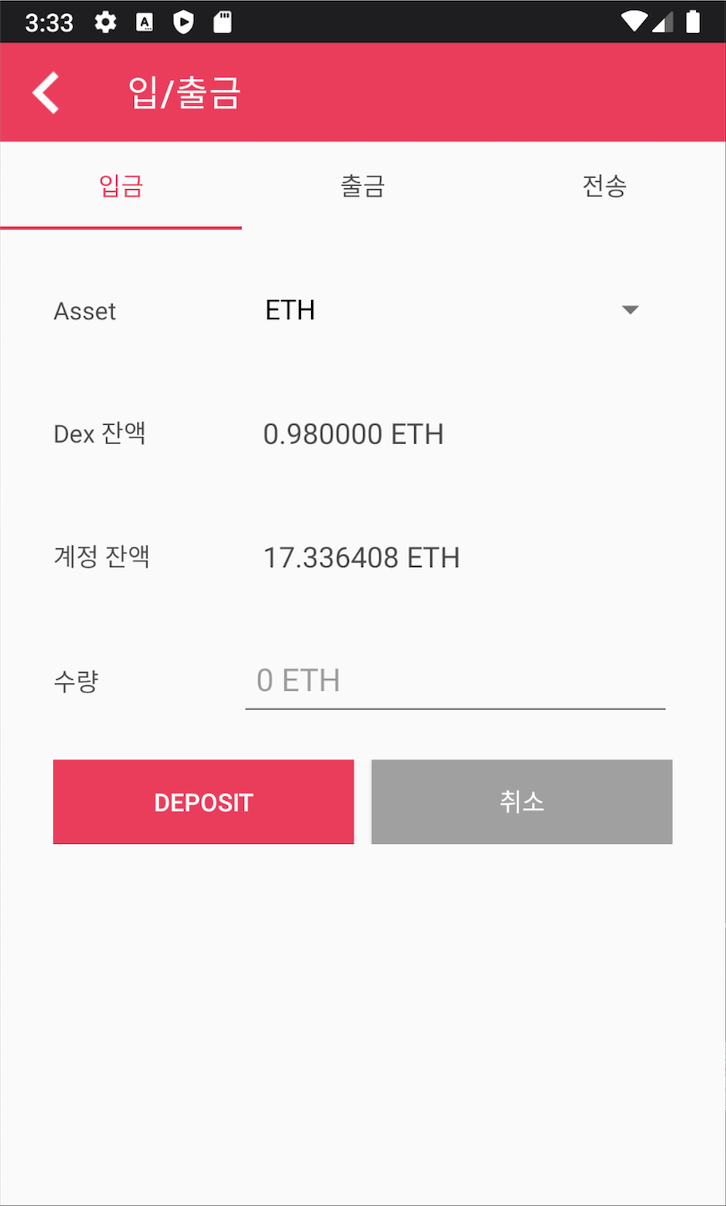 3:33
입/출금
입금 출금 전송
Asset ETH
Dex 잔액 0.980000 ETH
계정 잔액 17.336408 ETH
수량 0 ETH
DEPOSIT 취소